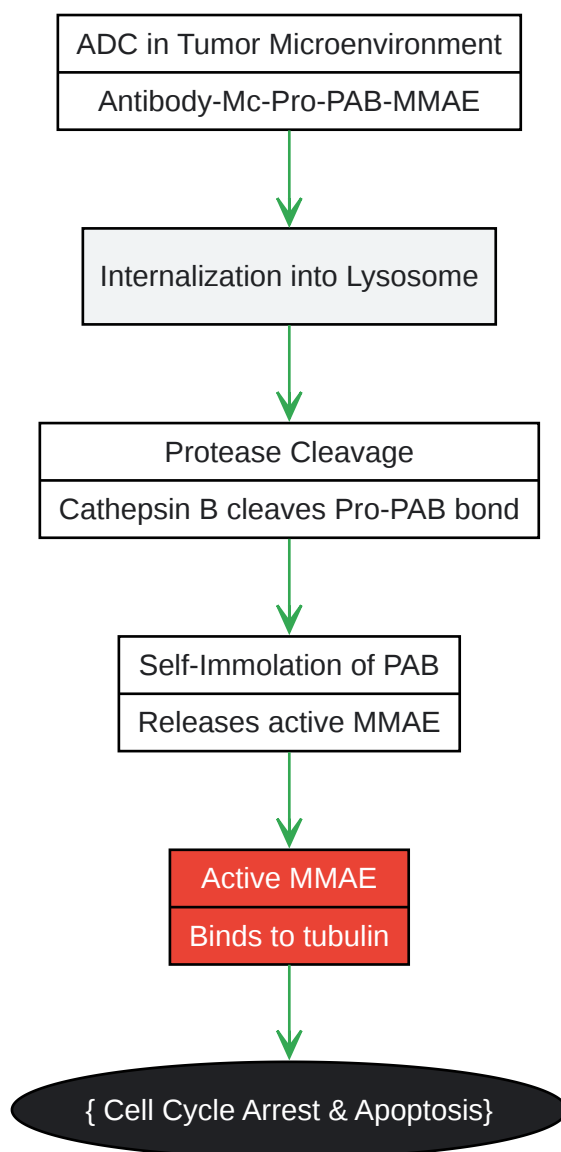 ADC in Tumor Microenvironment
Antibody-Mc-Pro-PAB-MMAE
Internalization into Lysosome
Protease Cleavage
Cathepsin B cleaves Pro-PAB bond
Self-Immolation of PAB
Releases active MMAE
Active MMAE
Binds to tubulin
{ Cell Cycle Arrest & Apoptosis}